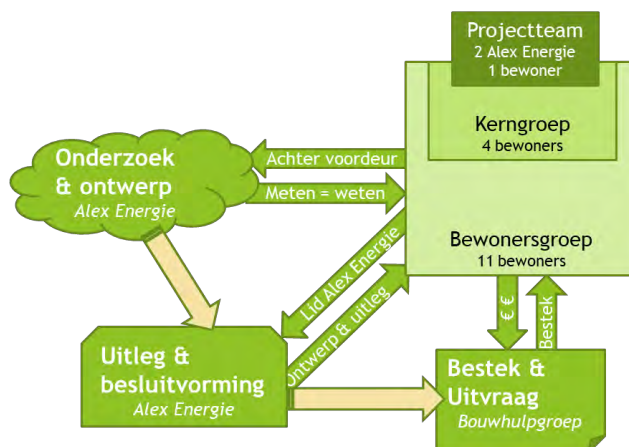 Projectteam
2 Alex Energie
1 bewoner
Kerngroep
4 bewoners
Onderzoek
& ontwerp
Alex Energie
Achter voordeur
Meten = weten
Bewonersgroep
11 bewoners
Lid Alex Energie
Ontwerp & uitleg
€ €
Bestek
Uitleg &
besluitvorming
Alex Energie
Bestek &
Uitvraag
Bouwhulpgroep